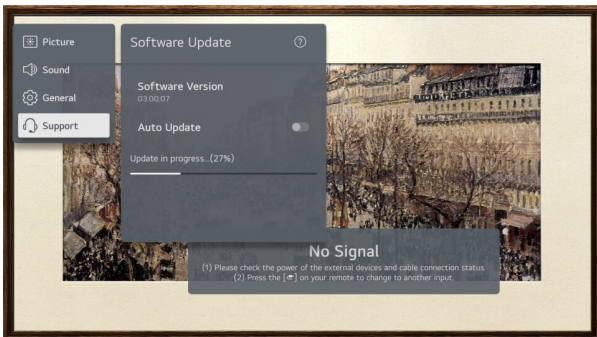 Picture
Sound
General
Support
Software Update
Software Version
03.00.07
Auto Update
Update in progress...(27%)
No Signal
(1) Please check the power of the external devices and cable connection status.
(2) Press the [ ] on your remote to change to another input.